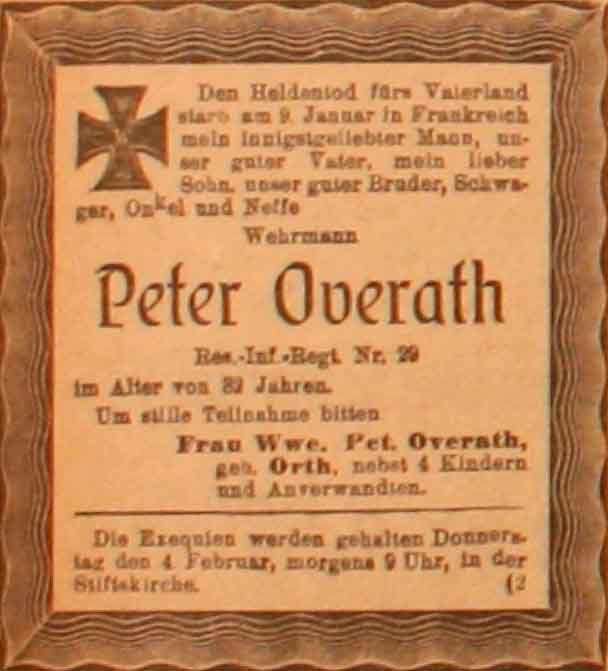 Den Heldentod fürs Vaterland
starb am 9. Januar in Frankreich
mein innigstgeliebter Mann, un-
ser guter Vater, mein lieber
Sohn, unser guter Bruder, Schwa-
ger, Onkel und Neffe
Wehrmann
Peter Overath
Res.-Inf.-Regt. Nr. 29
im Alter von Jahren.
Um stille Teilnahme bitten
Frau Wwe. Pet. Overath,
geb. Orth, nebst 4 Kindern
und Anverwandten.
Die Exequien werden gehalten Donners-
tag den 4. Februar, morgens 9 Uhr, in der
Stiftskirche. (2